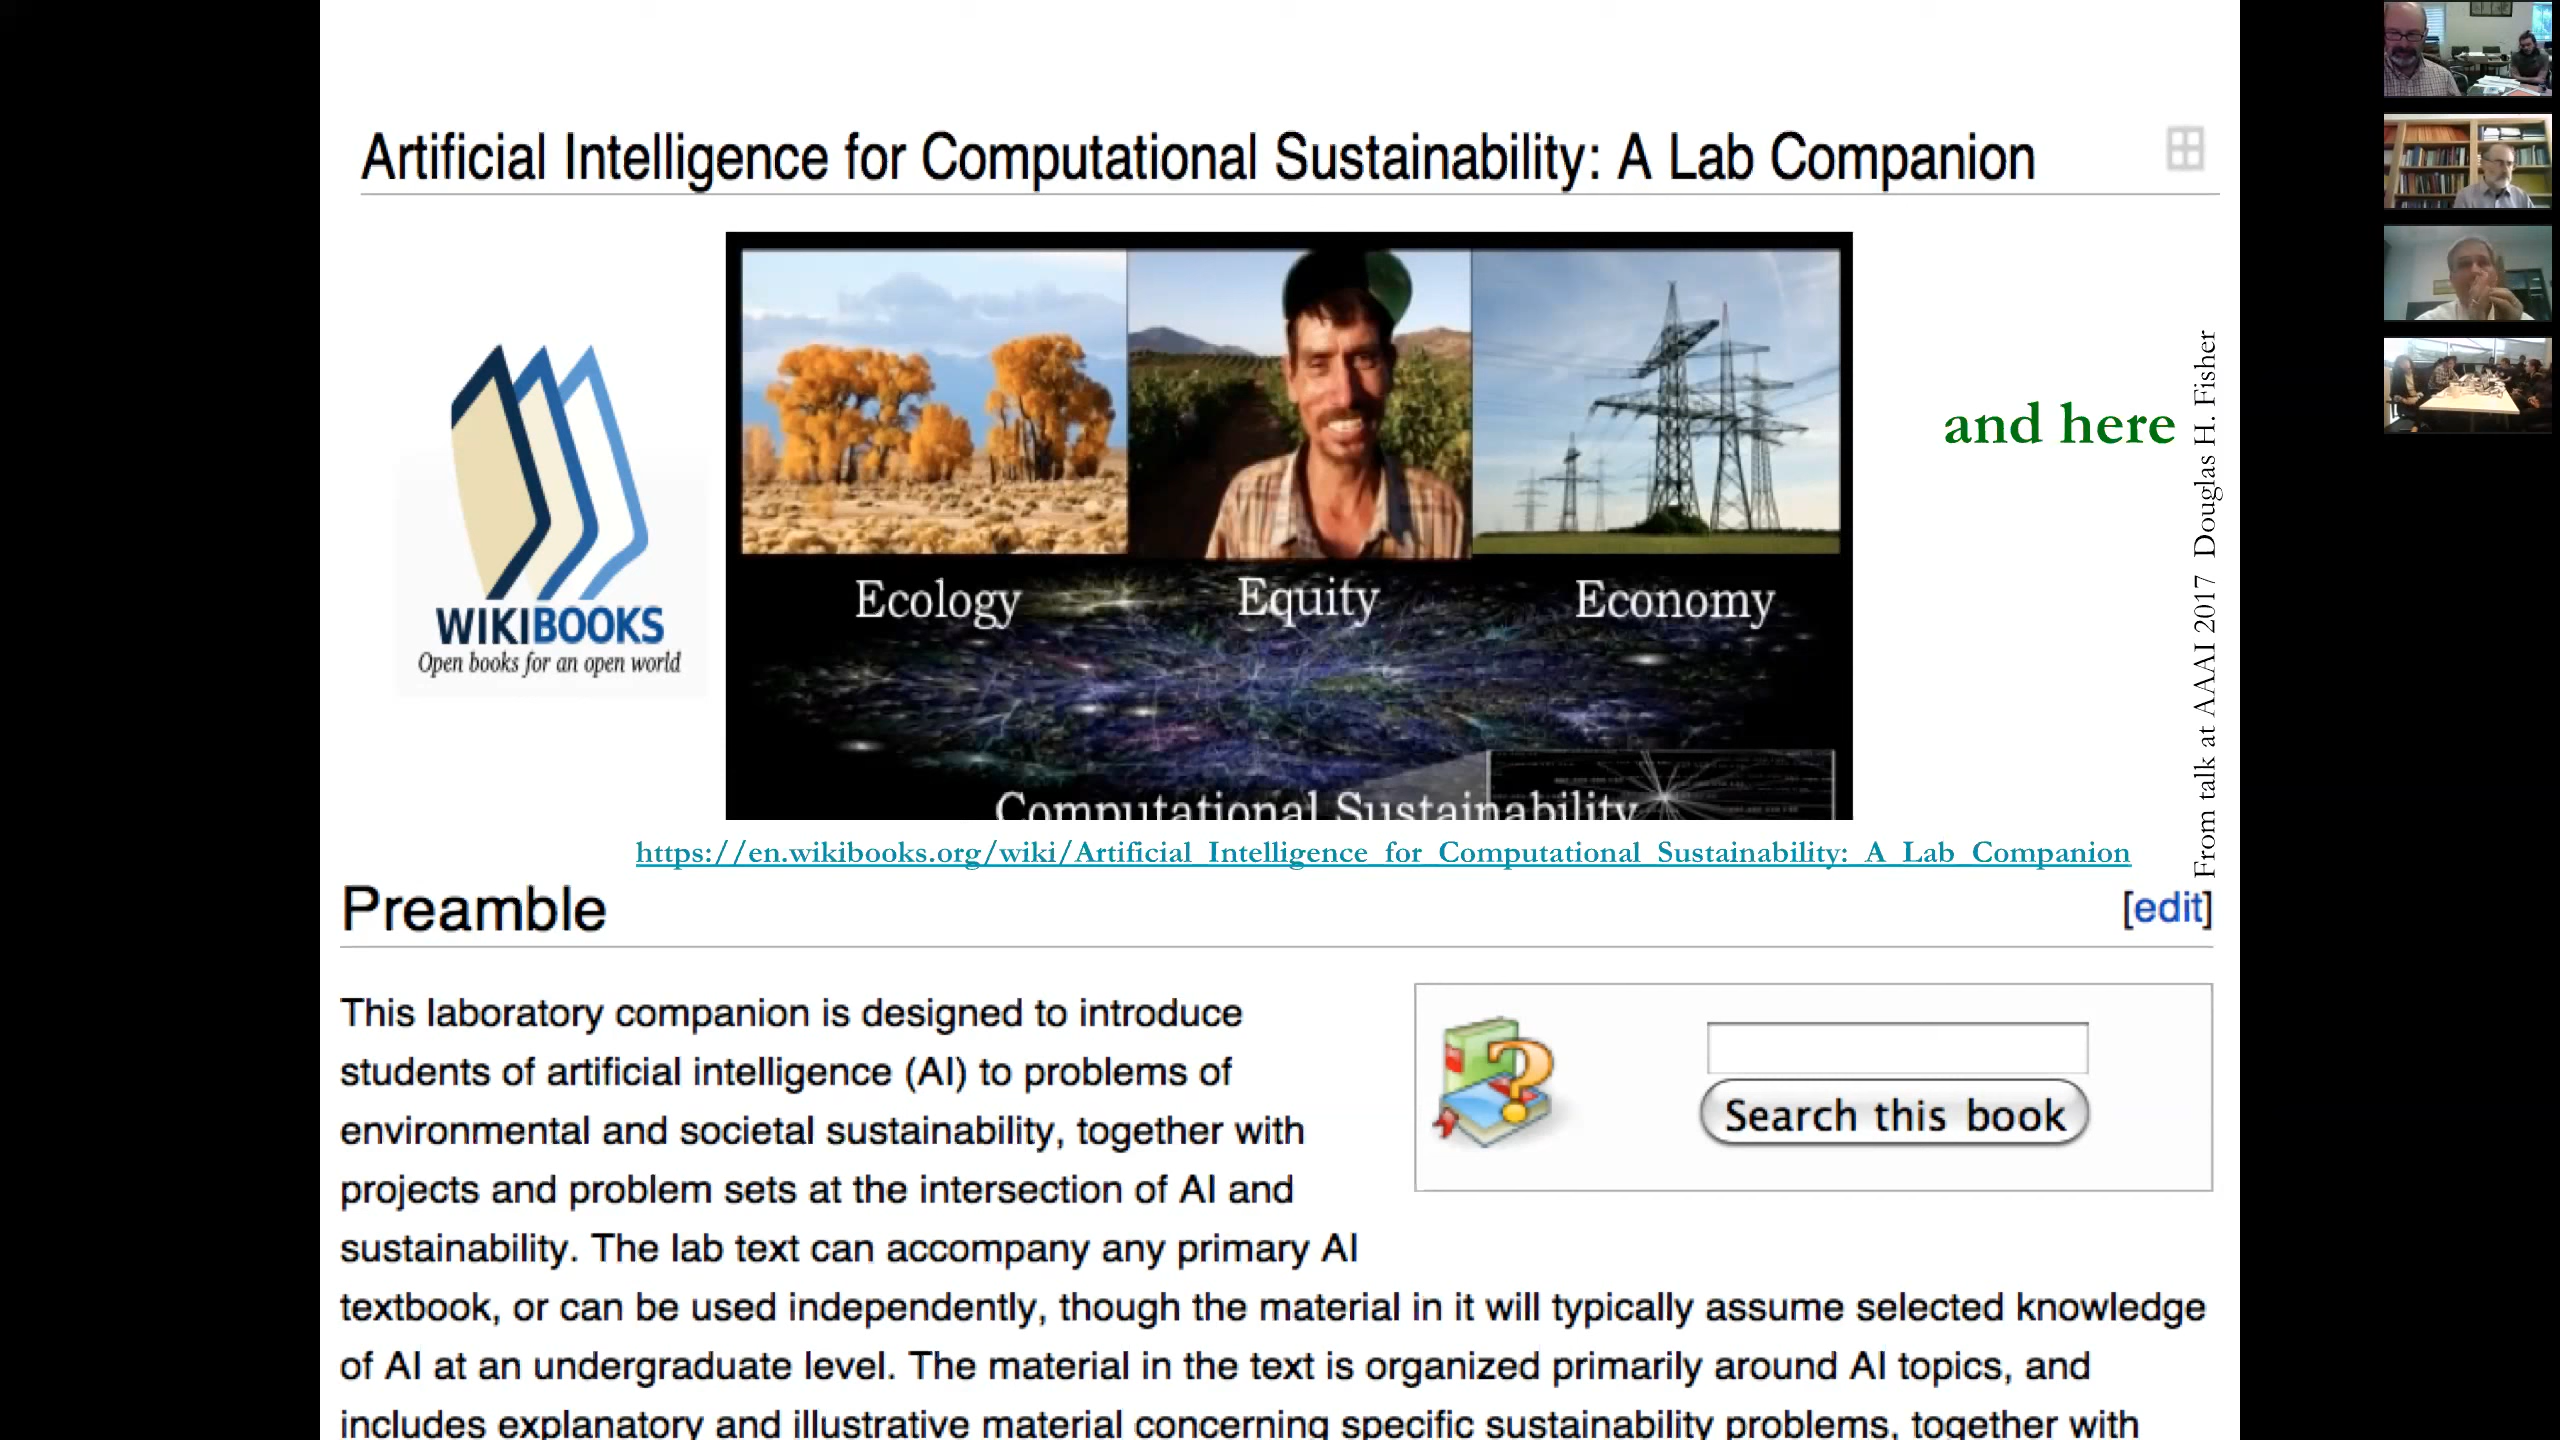 Artificial Intelligence for Computational Sustainability: A Lab Companion
WIKIBOOKS
Open books for an open world
Ecology
Equity
Economy
Computational Sustainability
and here
From talk at AAAI 2017 Douglas H. Fisher
https://en.wikibooks.org/wiki/Artificial_Intelligence_for_Computational_Sustainability:_A_Lab_Companion
Preamble
[edit]
This laboratory companion is designed to introduce
students of artificial intelligence (AI) to problems of
environmental and societal sustainability, together with
projects and problem sets at the intersection of AI and
sustainability. The lab text can accompany any primary AI
textbook, or can be used independently, though the material in it will typically assume selected knowledge
of AI at an undergraduate level. The material in the text is organized primarily around AI topics, and
includes explanatory and illustrative material concerning specific sustainability problems, together with
Search this book